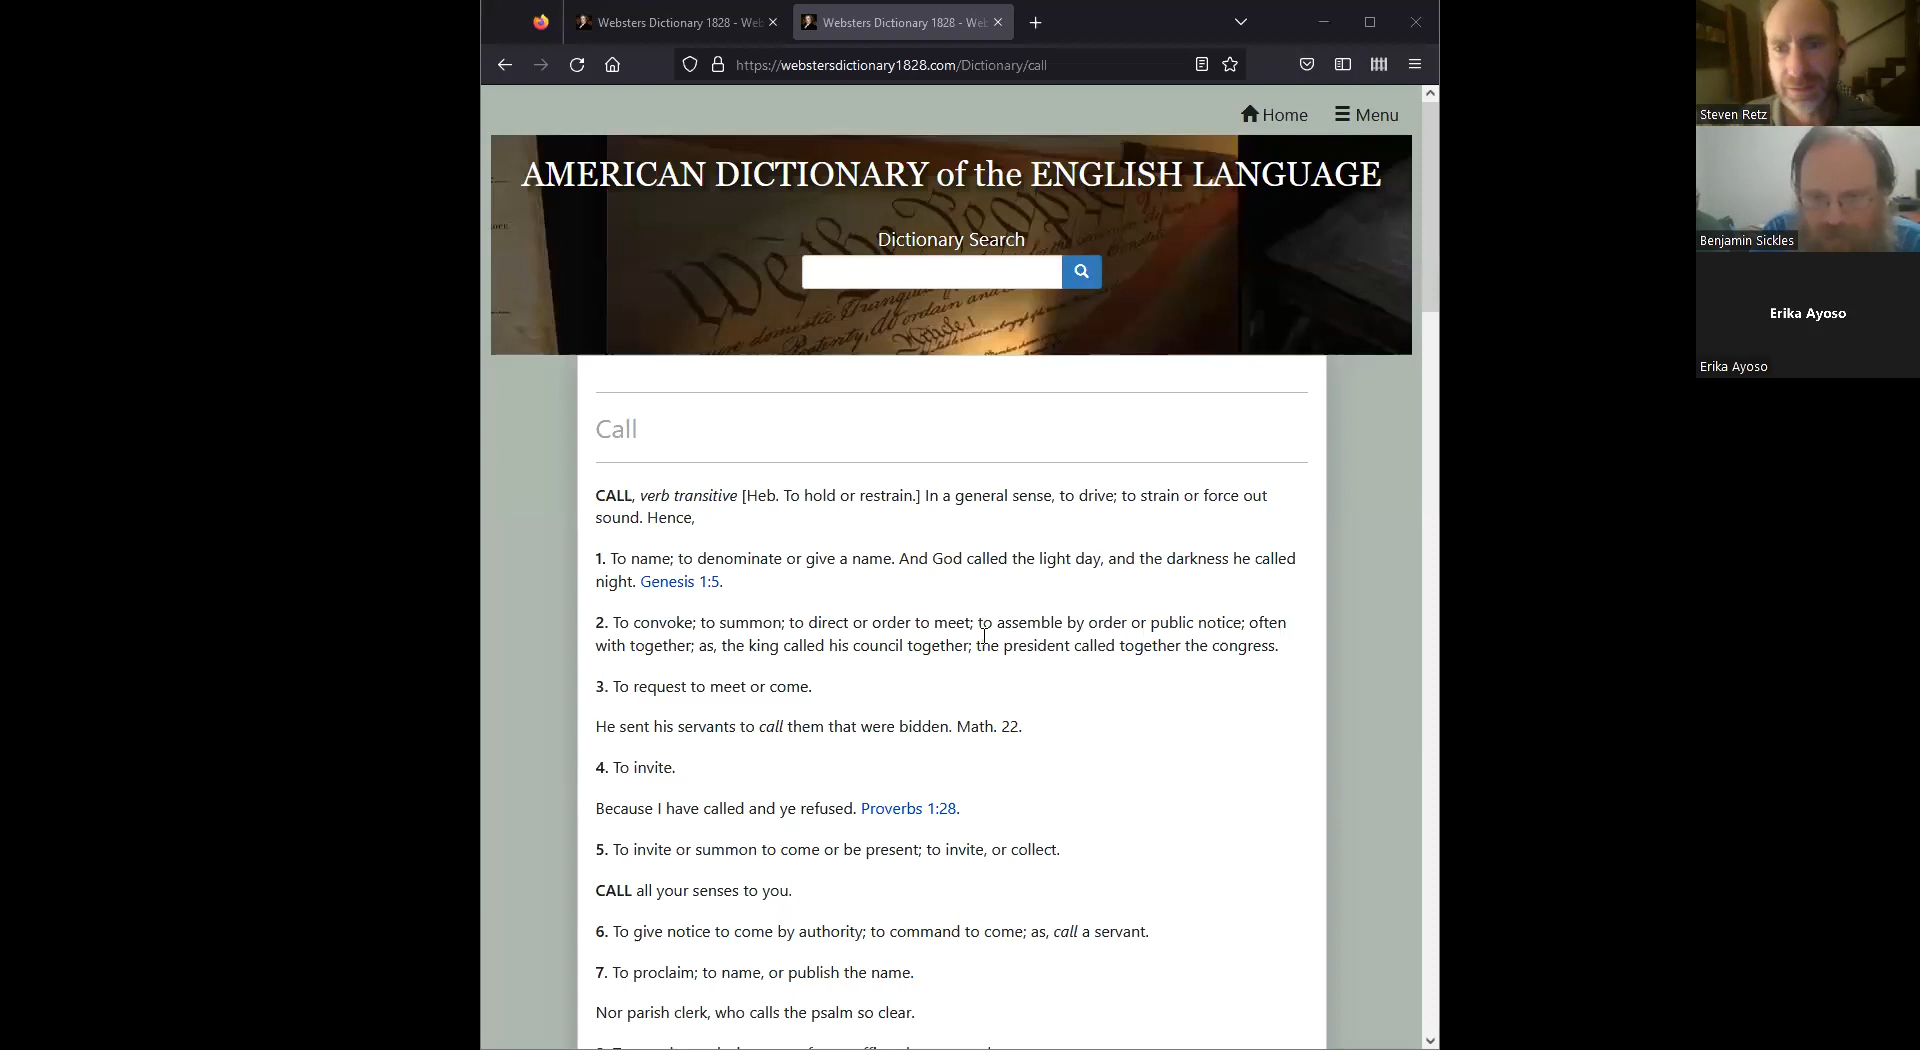 Websters Dictionary 1828 - Web
Websters Dictionary 1828 - Web
https://webstersdictionary1828.com/Dictionary/call
Home
Menu
AMERICAN DICTIONARY of the ENGLISH LANGUAGE
Dictionary Search
We the People
Article I
Call
CALL, verb transitive [Heb. To hold or restrain.] In a general sense, to drive; to strain or force out
sound. Hence,
1. To name; to denominate or give a name. And God called the light day, and the darkness he called
night. Genesis 1:5.
2. To convoke; to summon; to direct or order to meet; to assemble by order or public notice; often
with together; as, the king called his council together; the president called together the congress.
3. To request to meet or come.
He sent his servants to call them that were bidden. Math. 22.
4. To invite.
Because I have called and ye refused. Proverbs 1:28.
5. To invite or summon to come or be present; to invite, or collect.
CALL all your senses to you.
6. To give notice to come by authority; to command to come; as, call a servant.
7. To proclaim; to name, or publish the name.
Nor parish clerk, who calls the psalm so clear.
Steven Retz
Benjamin Sickles
Erika Ayoso
Erika Ayoso